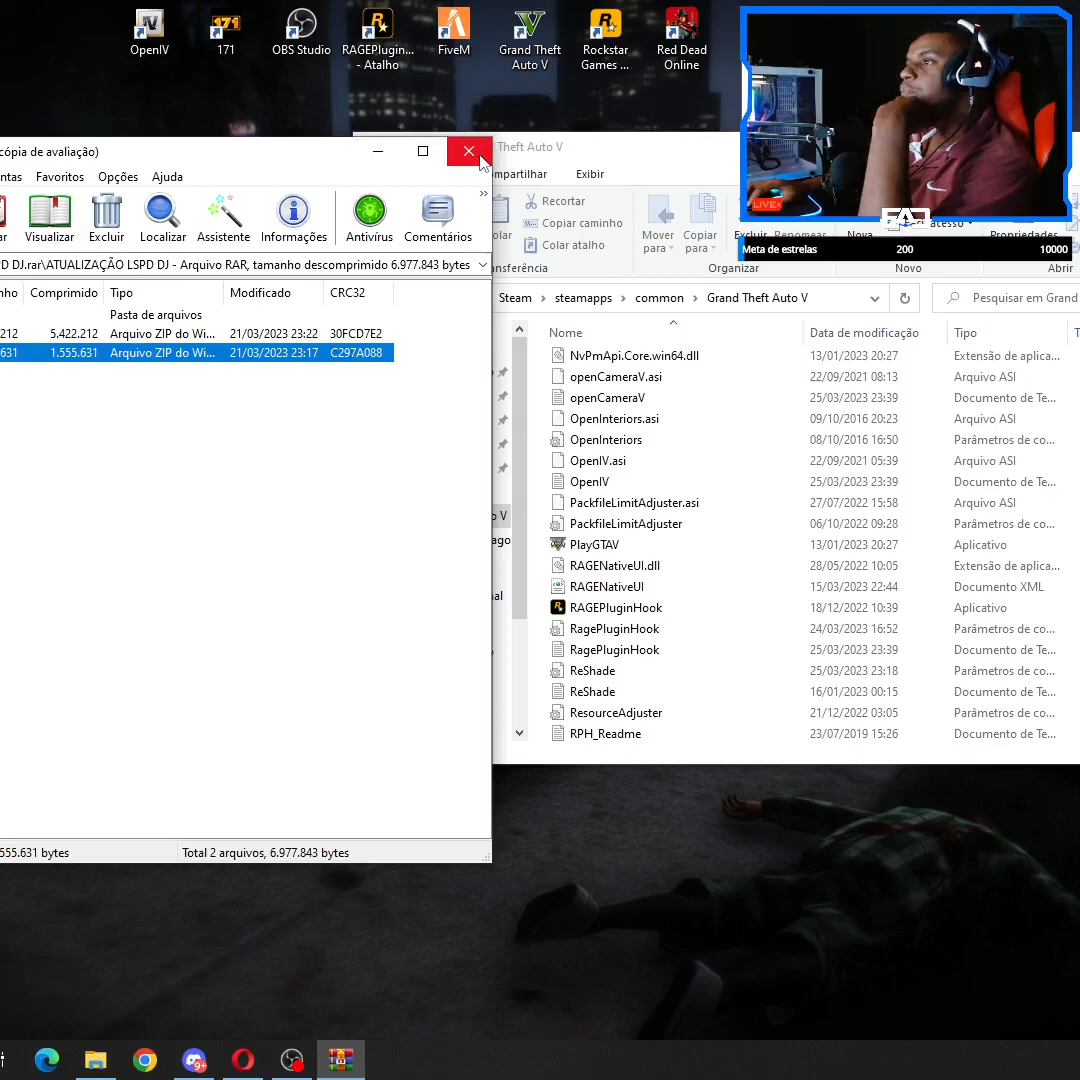 OpenIV
171
OBS Studio
RAGEPlugin...
- Atalho
FiveM
Grand Theft
Auto V
Rockstar
Games ...
Red Dead
Online
171
LIVE
Meta de estrelas 200 10000
cópia de avaliação)
ntas Favoritos Opções Ajuda
ar Visualizar Excluir Localizar Assistente Informações Antivírus Comentários
D DJ.rar\ATUALIZAÇÃO LSPD DJ - Arquivo RAR, tamanho descomprimido 6.977.843 bytes
nho Comprimido Tipo Modificado CRC32
Pasta de arquivos
212 5.422.212 Arquivo ZIP do Wi... 21/03/2023 23:22 30FCD7E2
631 1.555.631 Arquivo ZIP do Wi... 21/03/2023 23:17 C297A088
555.631 bytes Total 2 arquivos, 6.977.843 bytes
Theft Auto V
mpartilhar Exibir
olar
Recortar
Copiar caminho
Colar atalho
nsferência
Mover
para
Copiar
para
Excluir Renomear
Organizar
Nova
Novo
acesso
Propriedades
Abrir
Steam > steamapps > common > Grand Theft Auto V
Pesquisar em Grand
o V
ago
nal
Nome Data de modificação Tipo T
NvPmApi.Core.win64.dll 13/01/2023 20:27 Extensão de aplica...
openCameraV.asi 22/09/2021 08:13 Arquivo ASI
openCameraV 25/03/2023 23:39 Documento de Te...
OpenInteriors.asi 09/10/2016 20:23 Arquivo ASI
OpenInteriors 08/10/2016 16:50 Parâmetros de co...
OpenIV.asi 22/09/2021 05:39 Arquivo ASI
OpenIV 25/03/2023 23:39 Documento de Te...
PackfileLimitAdjuster.asi 27/07/2022 15:58 Arquivo ASI
PackfileLimitAdjuster 06/10/2022 09:28 Parâmetros de co...
PlayGTAV 13/01/2023 20:27 Aplicativo
RAGENativeUI.dll 28/05/2022 10:05 Extensão de aplica...
RAGENativeUI 15/03/2023 22:44 Documento XML
RAGEPluginHook 18/12/2022 10:39 Aplicativo
RagePluginHook 24/03/2023 16:52 Parâmetros de co...
RagePluginHook 25/03/2023 23:39 Documento de Te...
ReShade 25/03/2023 23:18 Parâmetros de co...
ReShade 16/01/2023 00:15 Documento de Te...
ResourceAdjuster 21/12/2022 03:05 Parâmetros de co...
RPH_Readme 23/07/2019 15:26 Documento de Te...
9+